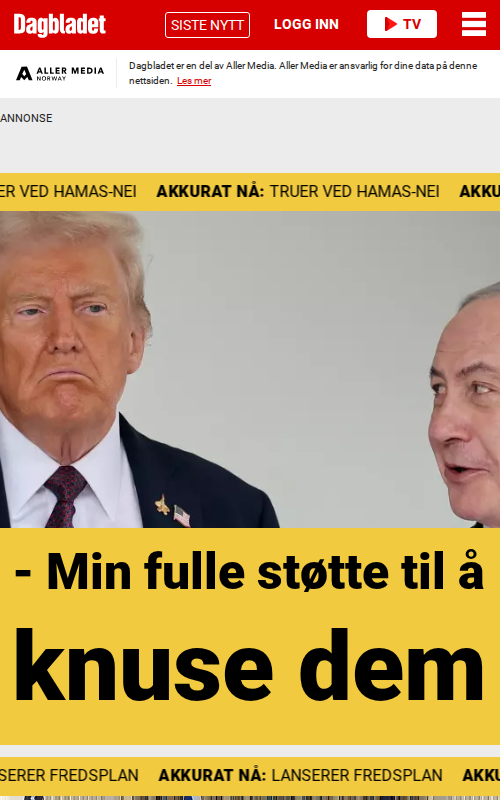 Dagbladet
SISTE NYTT
LOGG INN
TV
ALLER MEDIA
NORWAY
Dagbladet er en del av Aller Media. Aller Media er ansvarlig for dine data på denne
nettsiden. Les mer
ANNONSE
ER VED HAMAS-NEI AKKURAT NÅ: TRUER VED HAMAS-NEI AKKU
- Min fulle støtte til å
knuse dem
SERER FREDSPLAN AKKURAT NÅ: LANSERER FREDSPLAN AKKU